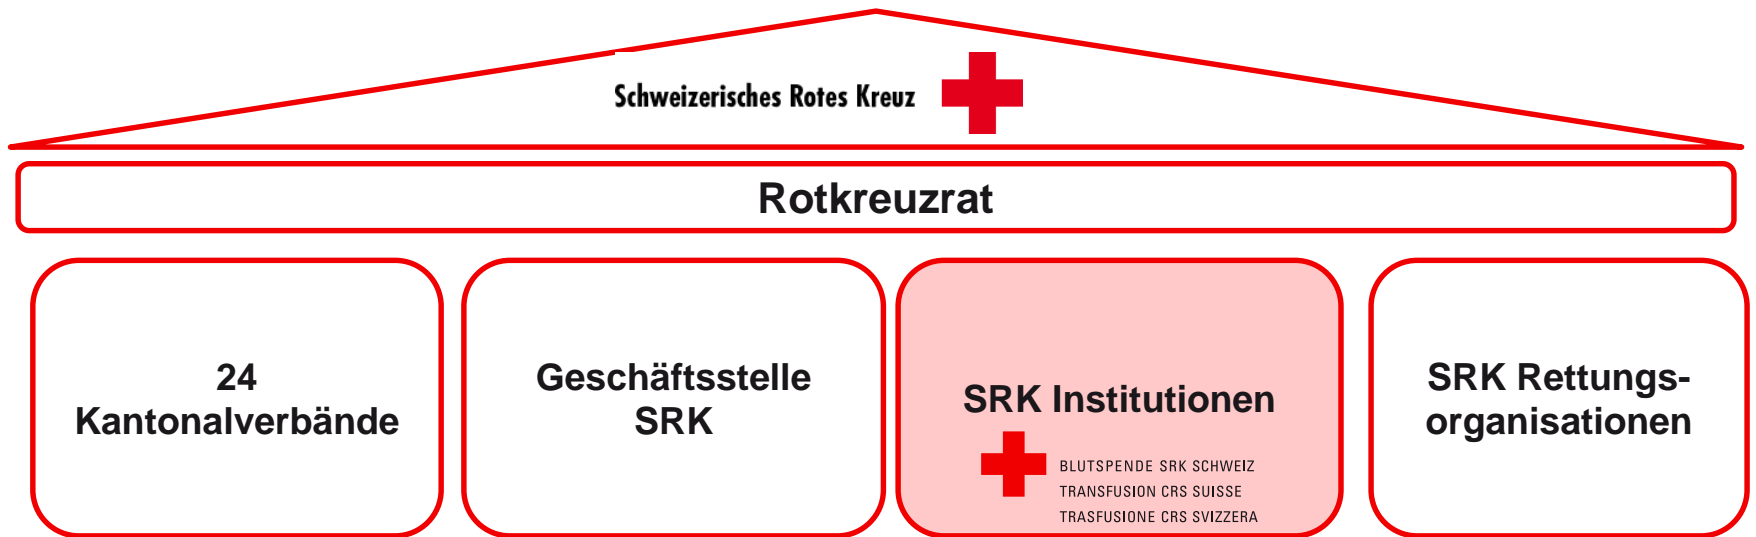 Schweizerisches Rotes Kreuz
Rotkreuzrat
24
Kantonalverbände
Geschäftsstelle
SRK
SRK Institutionen
BLUTSPENDE SRK SCHWEIZ
TRANSFUSION CRS SUISSE
TRASFUSIONE CRS SVIZZERA
SRK Rettungs-
organisationen